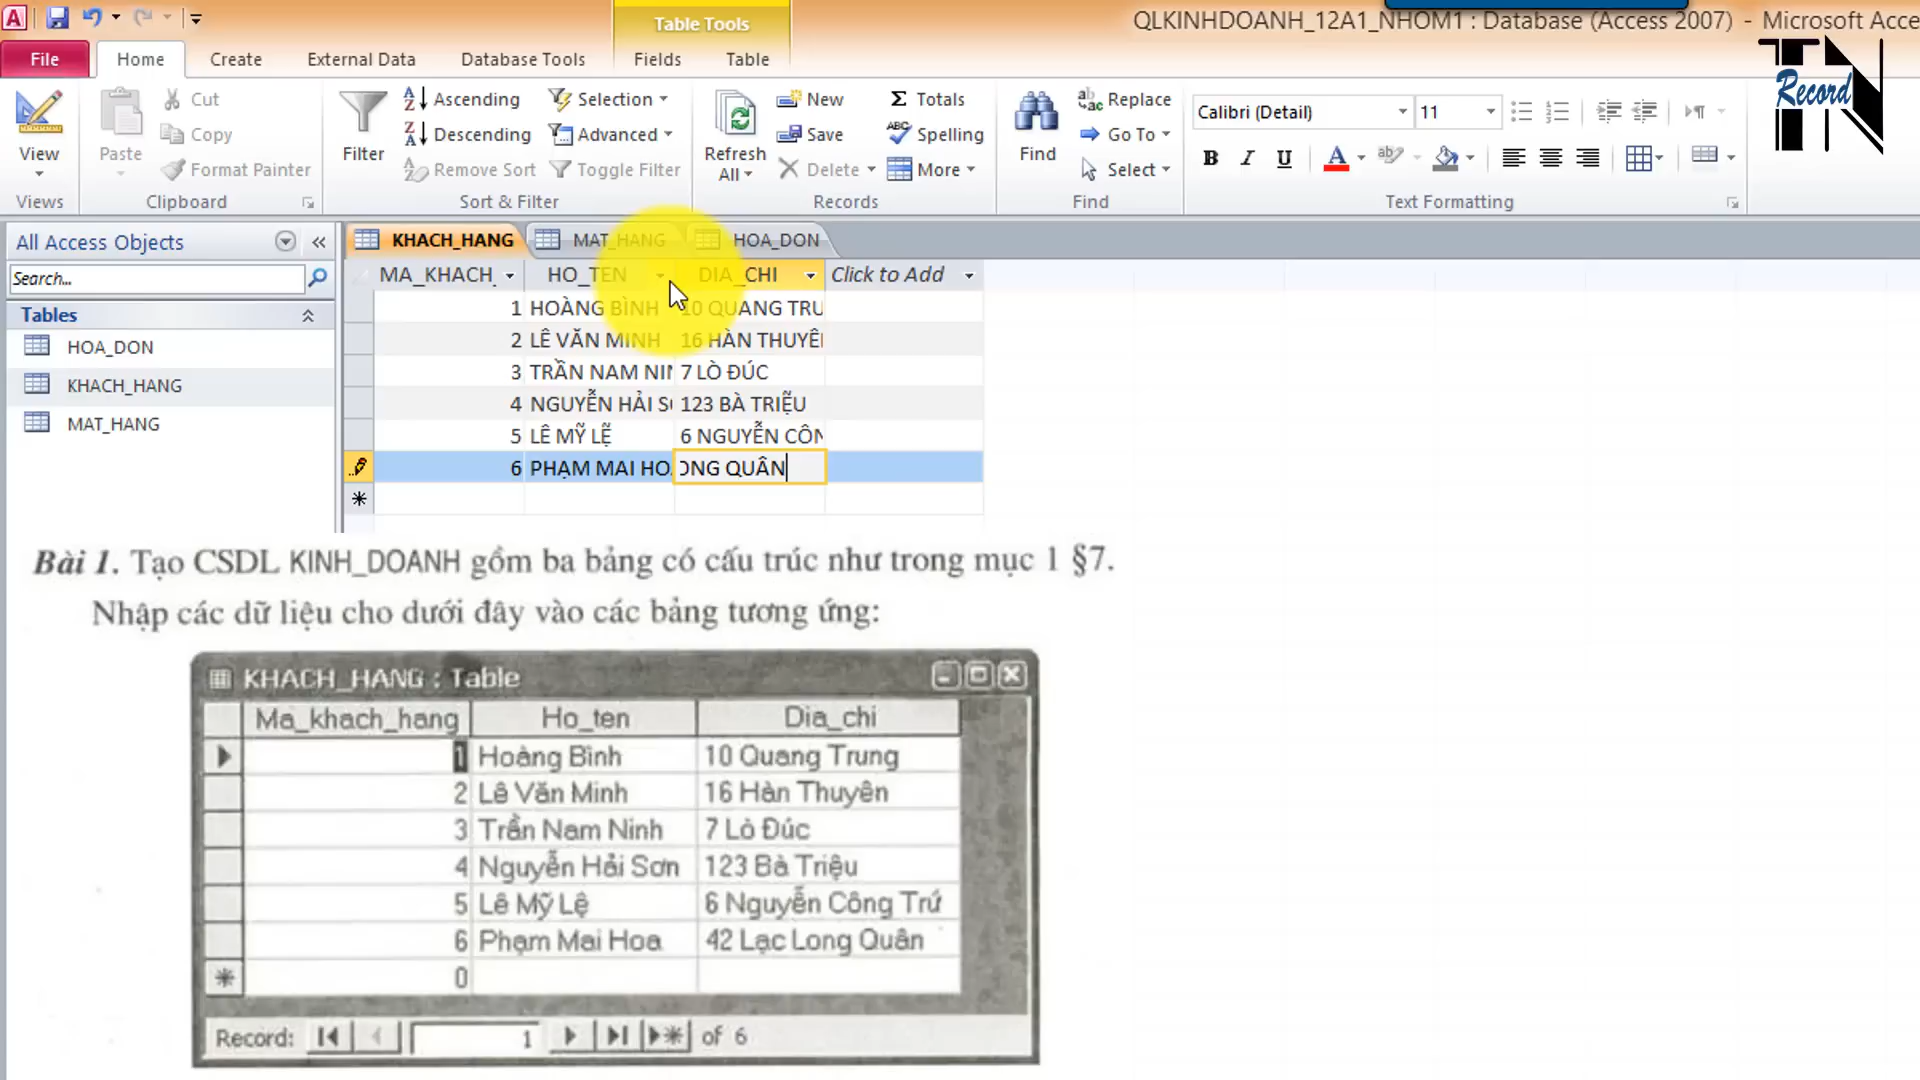 QLKINHDOANH_12A1_NHOM1 : Database (Access 2007) - Microsoft Acce
Table Tools
File Home Create External Data Database Tools Fields Table
TN Record
View Paste Cut Copy Format Painter
Filter Ascending Descending Remove Sort Selection Advanced Toggle Filter
Refresh All New Save Delete Totals Spelling More
Find Replace Go To Select
Calibri (Detail) 11
B I U A ab
Views Clipboard Sort & Filter Records Find Text Formatting
All Access Objects
Search...
Tables
HOA_DON
KHACH_HANG
MAT_HANG
KHACH_HANG MAT_HANG HOA_DON
MA_KHACH_ HO_TEN DIA_CHI Click to Add
1 HOÀNG BÌNH 10 QUANG TRU
2 LÊ VĂN MINH 16 HÀN THUYÊ
3 TRẦN NAM NIN 7 LÒ ĐÚC
4 NGUYỄN HẢI S 123 BÀ TRIỆU
5 LÊ MỸ LỆ 6 NGUYỄN CÔN
6 PHẠM MAI HO ONG QUÂN
Bài 1. Tạo CSDL KINH_DOANH gồm ba bảng có cấu trúc như trong mục 1 §7.
Nhập các dữ liệu cho dưới đây vào các bảng tương ứng:
KHACH_HANG : Table
Ma_khach_hang Ho_ten Dia_chi
1 Hoàng Bình 10 Quang Trung
2 Lê Văn Minh 16 Hàn Thuyên
3 Trần Nam Ninh 7 Lò Đúc
4 Nguyễn Hải Sơn 123 Bà Triệu
5 Lê Mỹ Lệ 6 Nguyễn Công Trứ
6 Phạm Mai Hoa 42 Lạc Long Quân
0
Record: 1 of 6